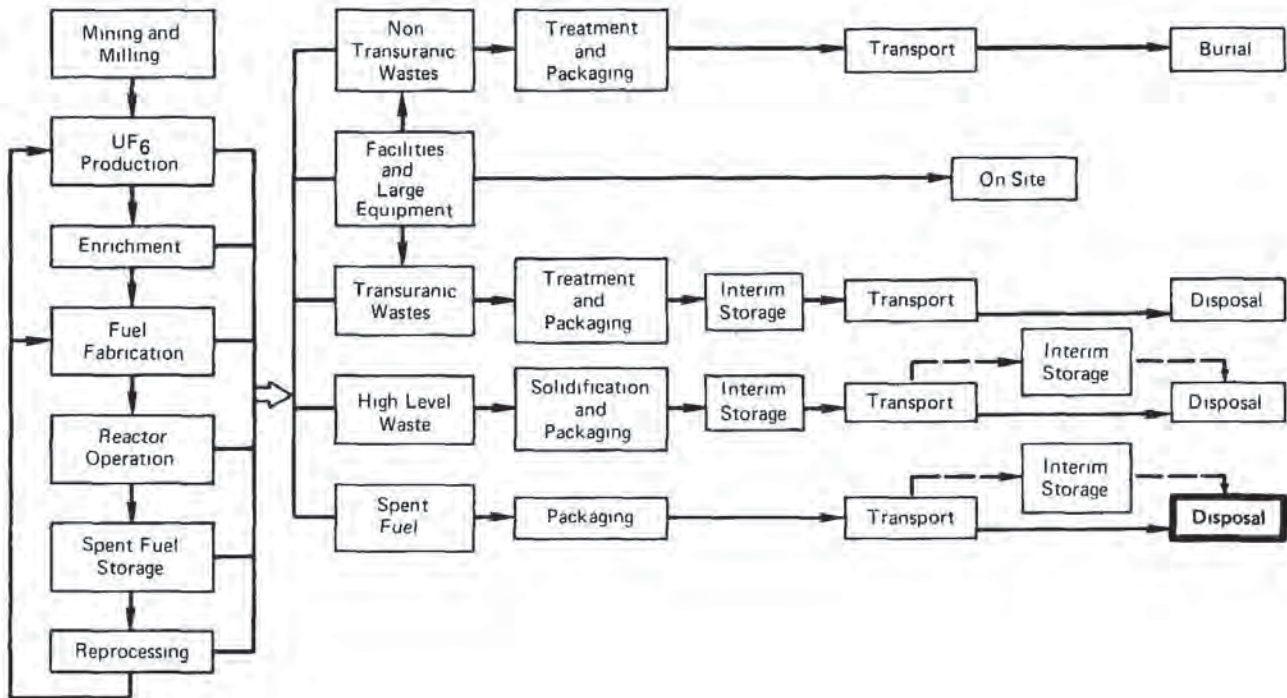 Mining and
Milling
UF6
Production
Enrichment
Fuel
Fabrication
Reactor
Operation
Spent Fuel
Storage
Reprocessing
Non
Transuranic
Wastes
Treatment
and
Packaging
Transport
Burial
Facilities
and
Large
Equipment
On Site
Transuranic
Wastes
Treatment
and
Packaging
Interim
Storage
Transport
Disposal
High Level
Waste
Solidification
and
Packaging
Interim
Storage
Transport
Interim
Storage
Disposal
Spent
Fuel
Packaging
Transport
Interim
Storage
Disposal